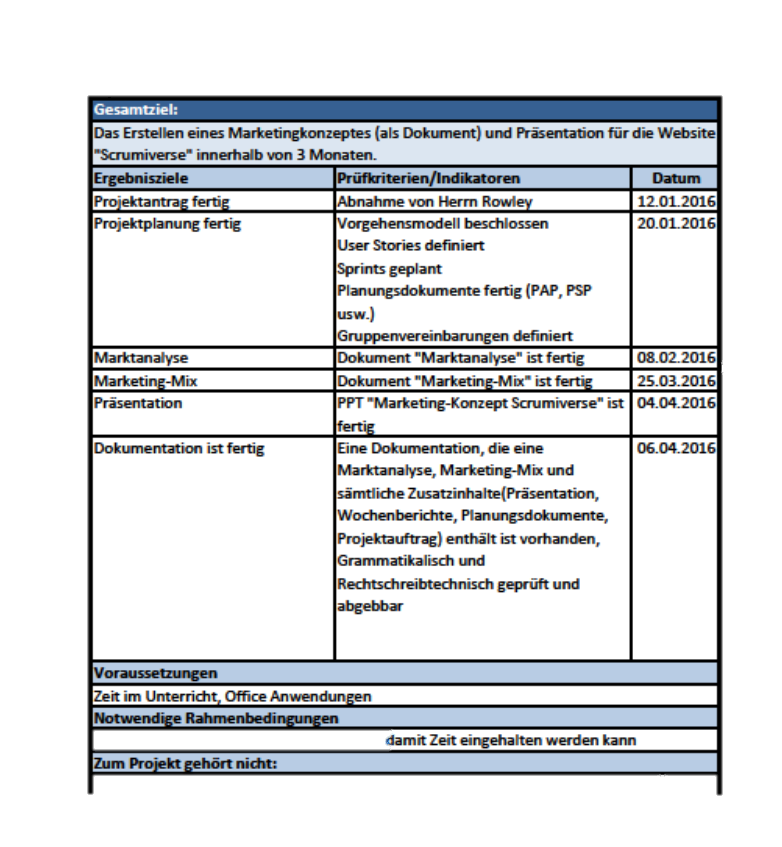 Gesamtziel:
Das Erstellen eines Marketingkonzeptes (als Dokument) und Präsentation für die Website
"Scrumiverse" innerhalb von 3 Monaten.
Ergebnisziele Prüfkriterien/Indikatoren Datum
Projektantrag fertig Abnahme von Herrn Rowley 12.01.2016
Projektplanung fertig Vorgehensmodell beschlossen 20.01.2016
User Stories definiert
Sprints geplant
Planungsdokumente fertig (PAP, PSP
usw.)
Gruppenvereinbarungen definiert
Marktanalyse Dokument "Marktanalyse" ist fertig 08.02.2016
Marketing-Mix Dokument "Marketing-Mix" ist fertig 25.03.2016
Präsentation PPT "Marketing-Konzept Scrumiverse" ist 04.04.2016
fertig
Dokumentation ist fertig Eine Dokumentation, die eine 06.04.2016
Marktanalyse, Marketing-Mix und
sämtliche Zusatzinhalte(Präsentation,
Wochenberichte, Planungsdokumente,
Projektauftrag) enthält ist vorhanden,
Grammatikalisch und
Rechtschreibtechnisch geprüft und
abgebbar
Voraussetzungen
Zeit im Unterricht, Office Anwendungen
Notwendige Rahmenbedingungen
damit Zeit eingehalten werden kann
Zum Projekt gehört nicht: